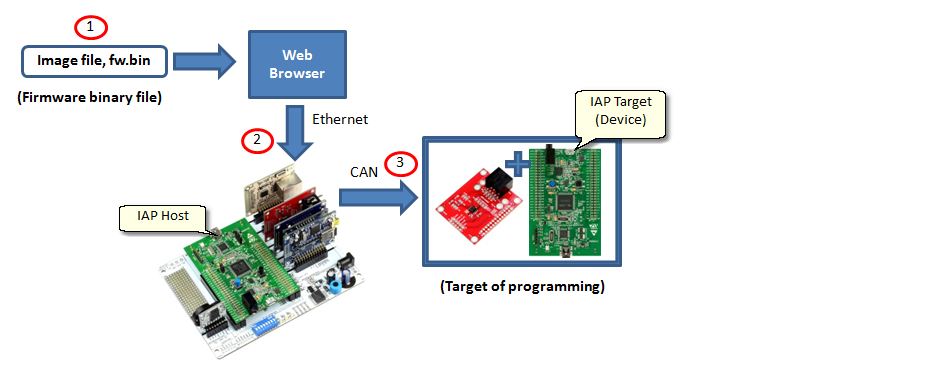 1
Image file, fw.bin
(Firmware binary file)
Web
Browser
Ethernet
2
IAP Host
CAN
3
IAP Target
(Device)
(Target of programming)